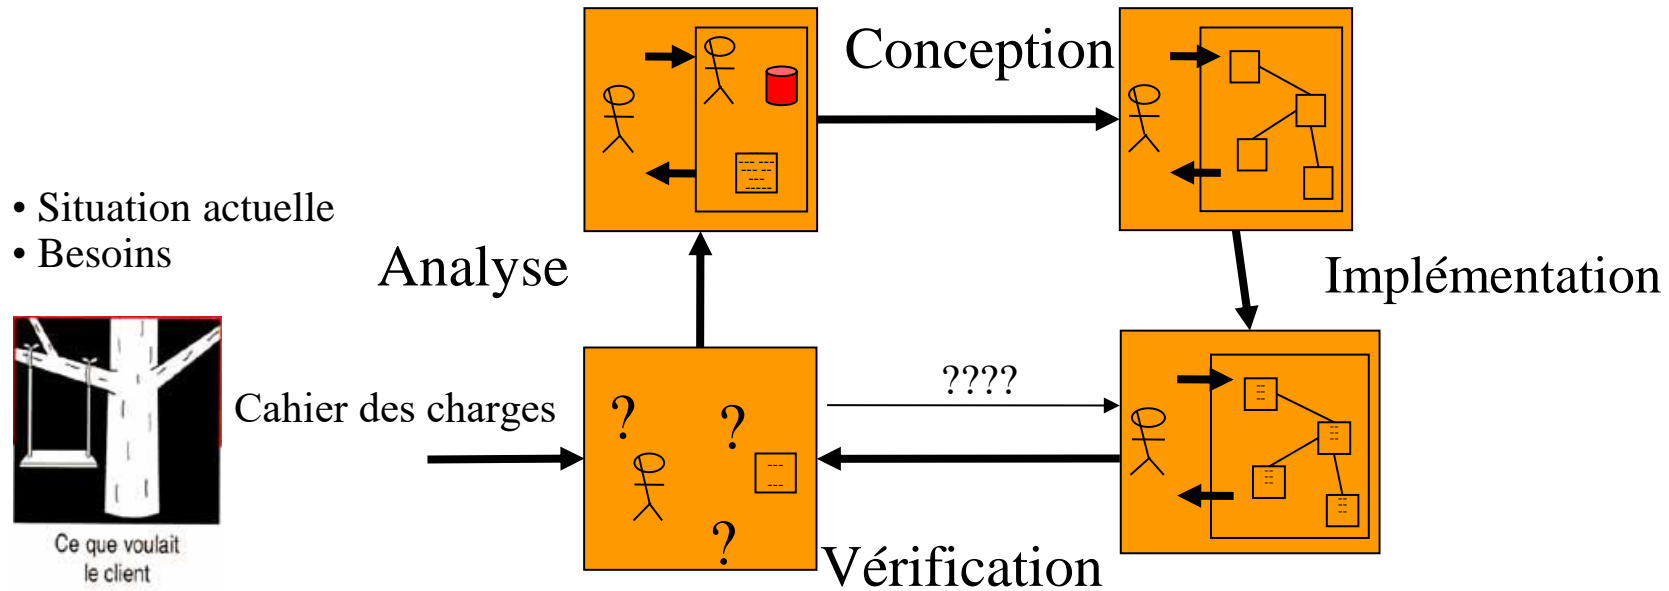 Conception
• Situation actuelle
• Besoins
Analyse
Implémentation
????
Cahier des charges
?
?
?
Ce que voulait
le client
Vérification